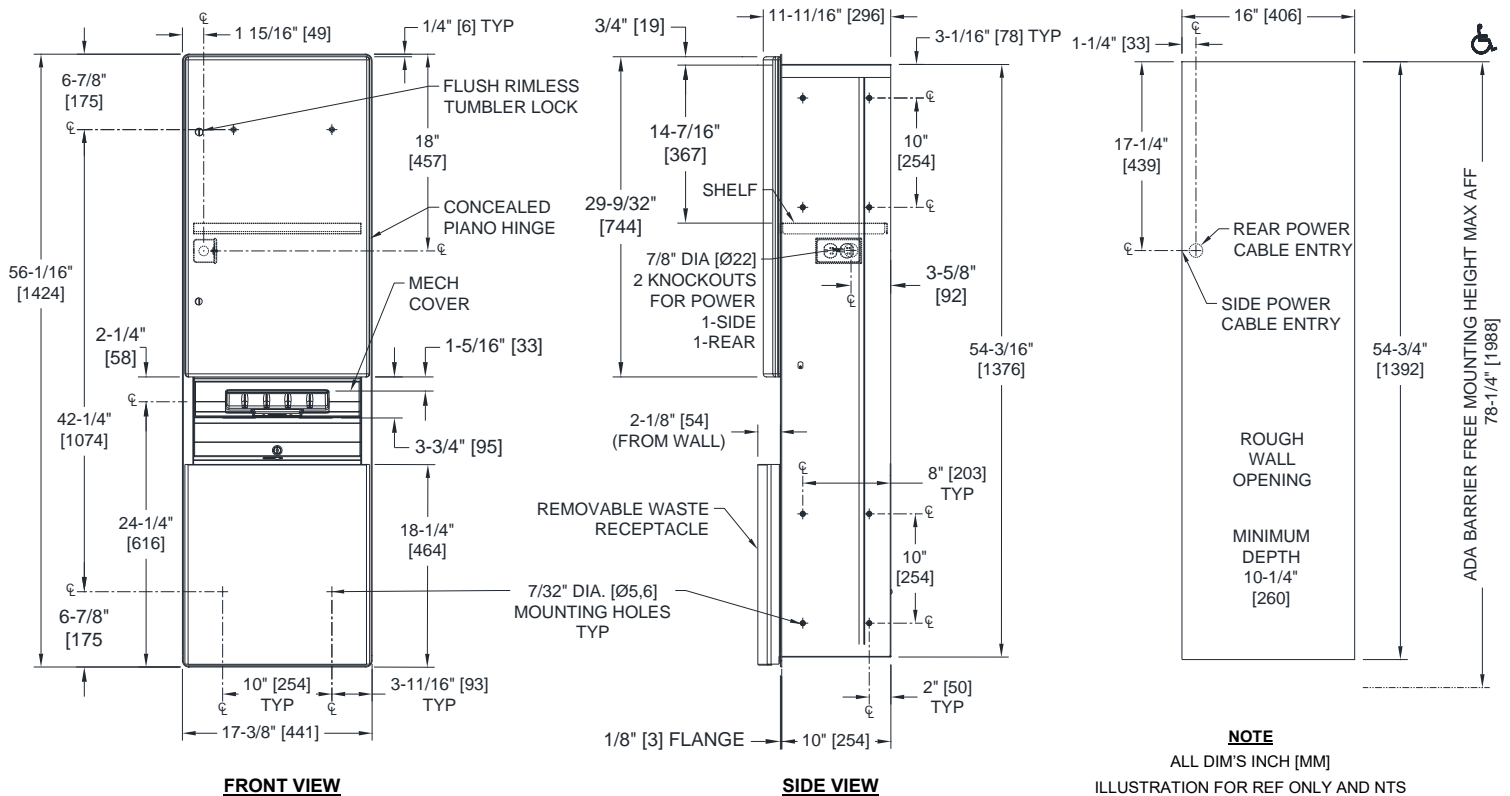 ℄
1 15/16" [49]
1/4" [6] TYP
6-7/8"
[175]
℄
FLUSH RIMLESS
TUMBLER LOCK
18"
[457]
CONCEALED
PIANO HINGE
℄
56-1/16"
[1424]
MECH
COVER
2-1/4"
[58]
1-5/16" [33]
℄
42-1/4"
[1074]
3-3/4" [95]
24-1/4"
[616]
18-1/4"
[464]
℄
6-7/8"
[175
10" [254]
TYP
3-11/16" [93]
TYP
℄
℄
17-3/8" [441]
FRONT VIEW
3/4" [19]
11-11/16" [296]
3-1/16" [78] TYP
℄
14-7/16"
[367]
10"
[254]
SHELF
℄
29-9/32"
[744]
7/8" DIA [Ø22]
2 KNOCKOUTS
FOR POWER
1-SIDE
1-REAR
℄
3-5/8"
[92]
54-3/16"
[1376]
2-1/8" [54]
(FROM WALL)
℄
8" [203]
TYP
REMOVABLE WASTE
RECEPTACLE
℄
10"
[254]
7/32" DIA. [Ø5,6]
MOUNTING HOLES
TYP
℄
2" [50]
TYP
℄
1/8" [3] FLANGE
10" [254]
SIDE VIEW
16" [406]
1-1/4" [33]
℄
17-1/4"
[439]
℄
REAR POWER
CABLE ENTRY
SIDE POWER
CABLE ENTRY
54-3/4"
[1392]
ROUGH
WALL
OPENING
MINIMUM
DEPTH
10-1/4"
[260]
ADA BARRIER FREE MOUNTING HEIGHT MAX AFF
78-1/4" [1988]
NOTE
ALL DIM'S INCH [MM]
ILLUSTRATION FOR REF ONLY AND NTS